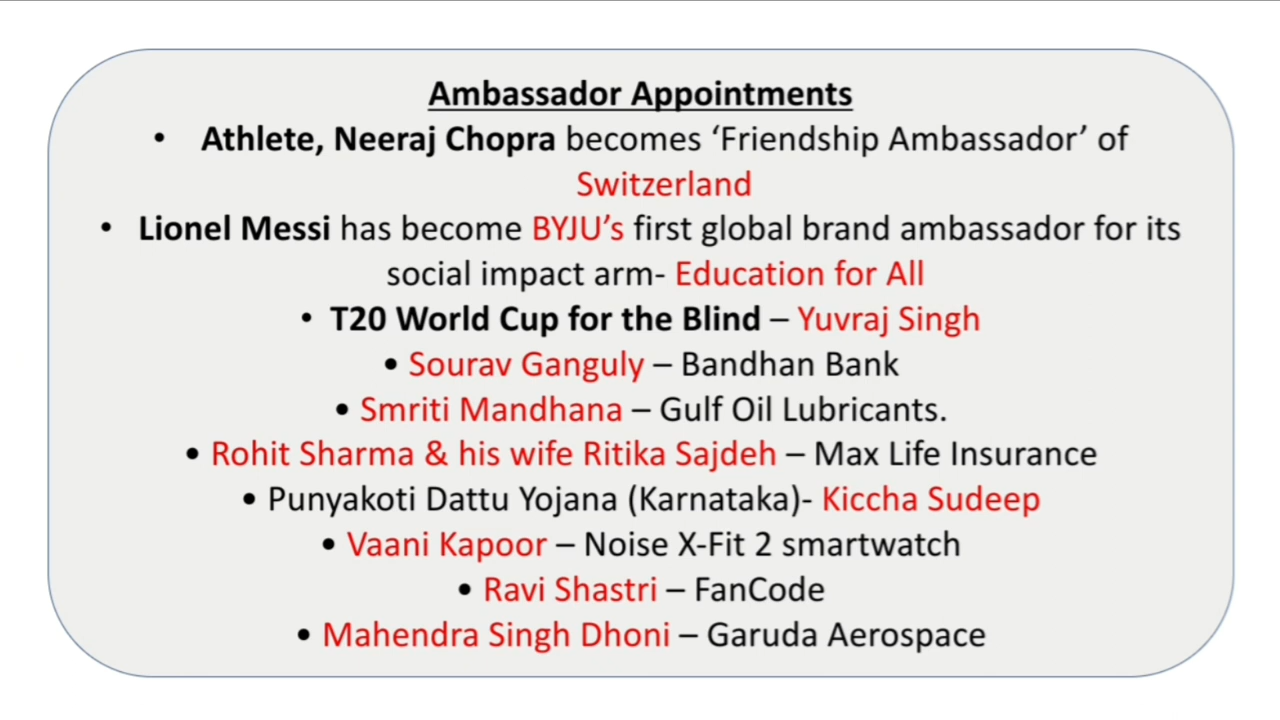 Ambassador Appointments
• Athlete, Neeraj Chopra becomes ‘Friendship Ambassador’ of
Switzerland
• Lionel Messi has become BYJU’s first global brand ambassador for its
social impact arm- Education for All
• T20 World Cup for the Blind – Yuvraj Singh
• Sourav Ganguly – Bandhan Bank
• Smriti Mandhana – Gulf Oil Lubricants.
• Rohit Sharma & his wife Ritika Sajdeh – Max Life Insurance
• Punyakoti Dattu Yojana (Karnataka)- Kiccha Sudeep
• Vaani Kapoor – Noise X-Fit 2 smartwatch
• Ravi Shastri – FanCode
• Mahendra Singh Dhoni – Garuda Aerospace